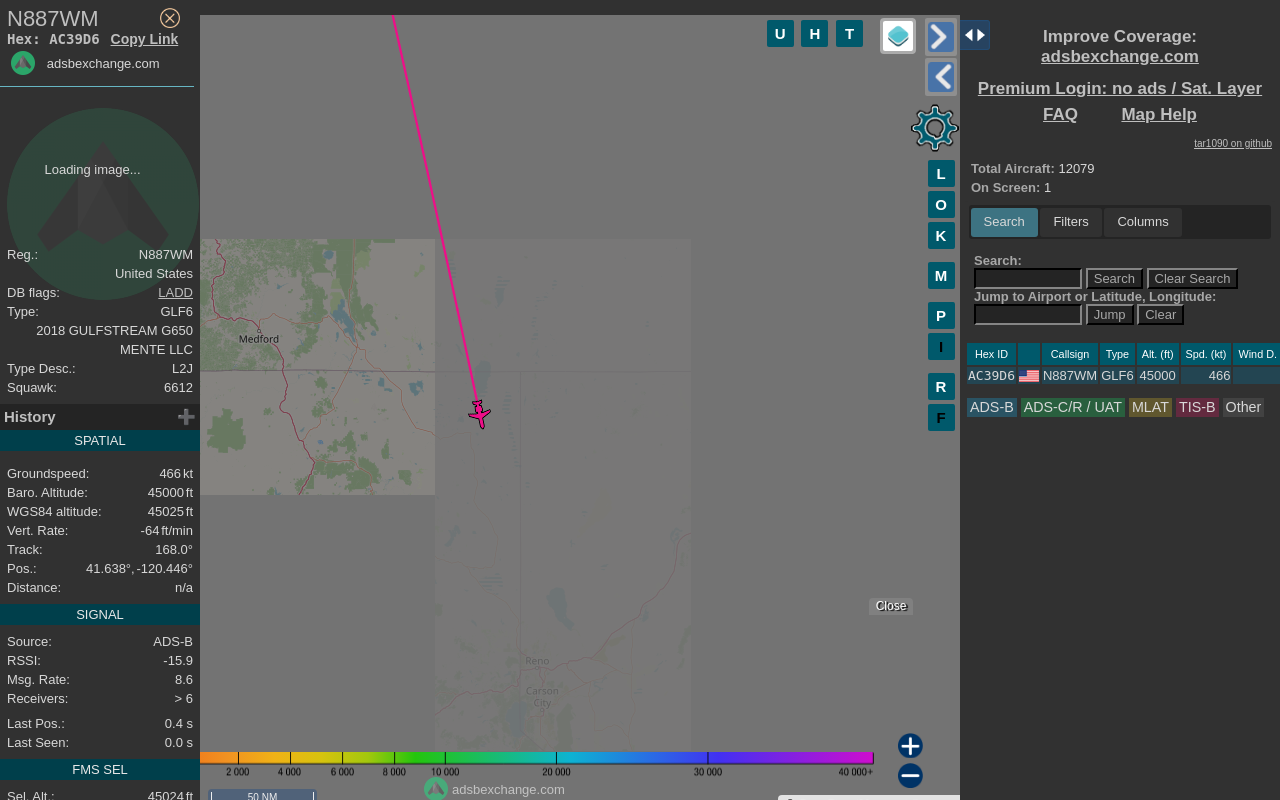 N887WM
Hex: AC39D6 Copy Link
adsbexchange.com
Loading image...
Reg.: N887WM
United States
DB flags: LADD
Type: GLF6
2018 GULFSTREAM G650
MENTE LLC
Type Desc.: L2J
Squawk: 6612
History
SPATIAL
Groundspeed: 466 kt
Baro. Altitude: 45000 ft
WGS84 altitude: 45025 ft
Vert. Rate: -64 ft/min
Track: 168.0°
Pos.: 41.638°, -120.446°
Distance: n/a
SIGNAL
Source: ADS-B
RSSI: -15.9
Msg. Rate: 8.6
Receivers: > 6
Last Pos.: 0.4 s
Last Seen: 0.0 s
FMS SEL
Sel. Alt.: 45024 ft
U H T
L
O
K
M
P
I
R
F
Medford
Reno
Carson
City
Close
2 000 4 000 6 000 8 000 10 000 20 000 30 000 40 000+
50 NM
adsbexchange.com
Improve Coverage:
adsbexchange.com
Premium Login: no ads / Sat. Layer
FAQ Map Help
tar1090 on github
Total Aircraft: 12079
On Screen: 1
Search Filters Columns
Search:
Search Clear Search
Jump to Airport or Latitude, Longitude:
Jump Clear
Hex ID Callsign Type Alt. (ft) Spd. (kt) Wind D.
AC39D6 N887WM GLF6 45000 466
ADS-B ADS-C/R / UAT MLAT TIS-B Other